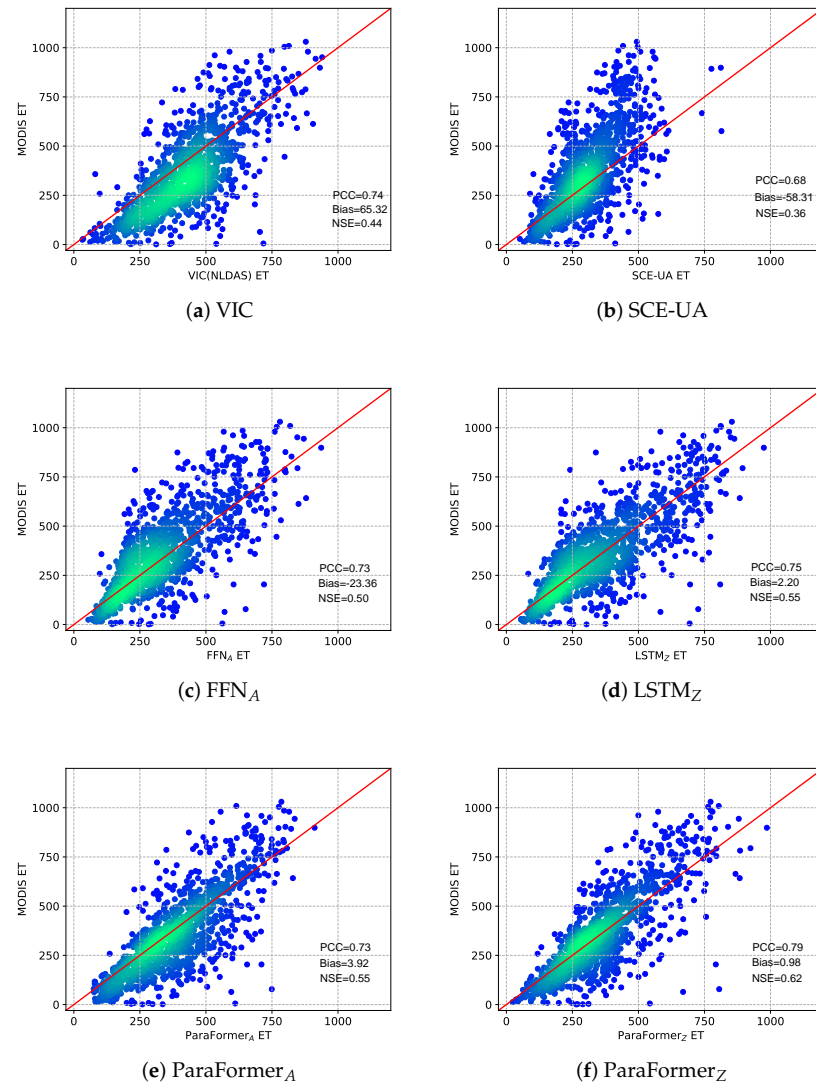 1000
750
500
250
0
MODIS ET
PCC=0.74
Bias=65.32
NSE=0.44
0 250 500 750 1000
VIC(NLDAS) ET
(a) VIC
1000
750
500
250
0
MODIS ET
PCC=0.68
Bias=-58.31
NSE=0.36
0 250 500 750 1000
SCE-UA ET
(b) SCE-UA
1000
750
500
250
0
MODIS ET
PCC=0.73
Bias=-23.36
NSE=0.50
0 250 500 750 1000
FFN_A ET
(c) FFN_A
1000
750
500
250
0
MODIS ET
PCC=0.75
Bias=2.20
NSE=0.55
0 250 500 750 1000
LSTM_Z ET
(d) LSTM_Z
1000
750
500
250
0
MODIS ET
PCC=0.73
Bias=3.92
NSE=0.55
0 250 500 750 1000
ParaFormer_A ET
(e) ParaFormer_A
1000
750
500
250
0
MODIS ET
PCC=0.79
Bias=0.98
NSE=0.62
0 250 500 750 1000
ParaFormer_Z ET
(f) ParaFormer_Z